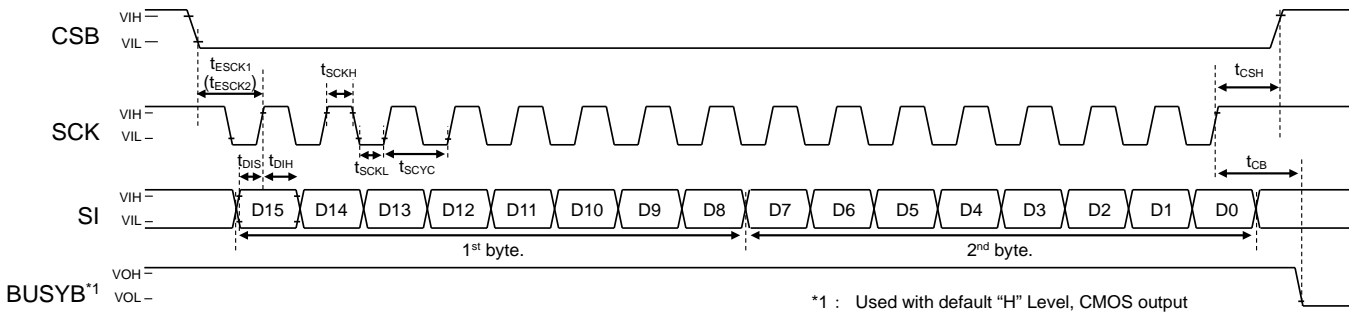 CSB
VIH
VIL
tESCK1
(tESCK2)
tSCKH
tCSH
SCK
VIH
VIL
tDIS
tDIH
tSCKL
tSCYC
tCB
SI
VIH
VIL
D15 D14 D13 D12 D11 D10 D9 D8 D7 D6 D5 D4 D3 D2 D1 D0
1st byte. 2nd byte.
BUSYB*1
VOH
VOL
*1 : Used with default “H” Level, CMOS output